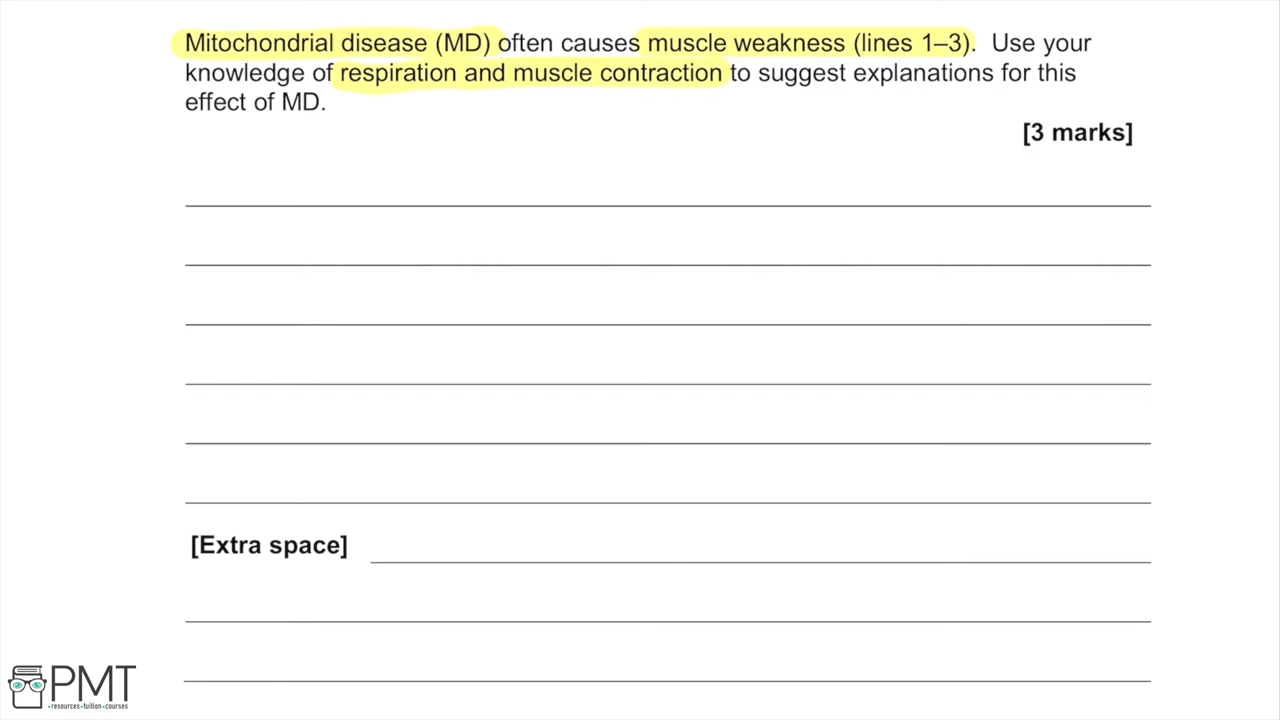 Mitochondrial disease (MD) often causes muscle weakness (lines 1–3). Use your
knowledge of respiration and muscle contraction to suggest explanations for this
effect of MD.
[3 marks]
[Extra space]
PMT
•resources•tuition•courses